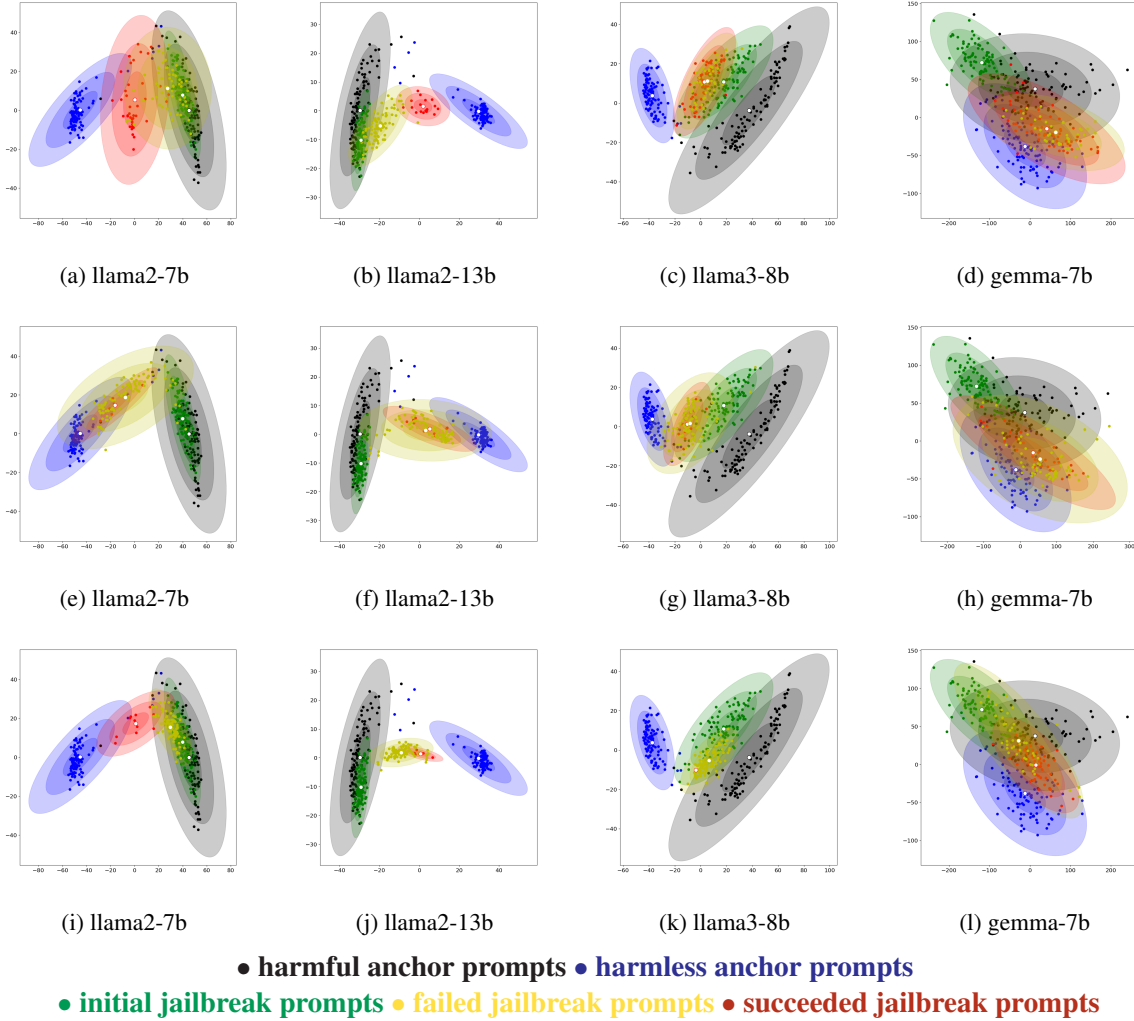 (a) llama2-7b (b) llama2-13b (c) llama3-8b (d) gemma-7b
(e) llama2-7b (f) llama2-13b (g) llama3-8b (h) gemma-7b
(i) llama2-7b (j) llama2-13b (k) llama3-8b (l) gemma-7b
• harmful anchor prompts • harmless anchor prompts
• initial jailbreak prompts • failed jailbreak prompts • succeeded jailbreak prompts